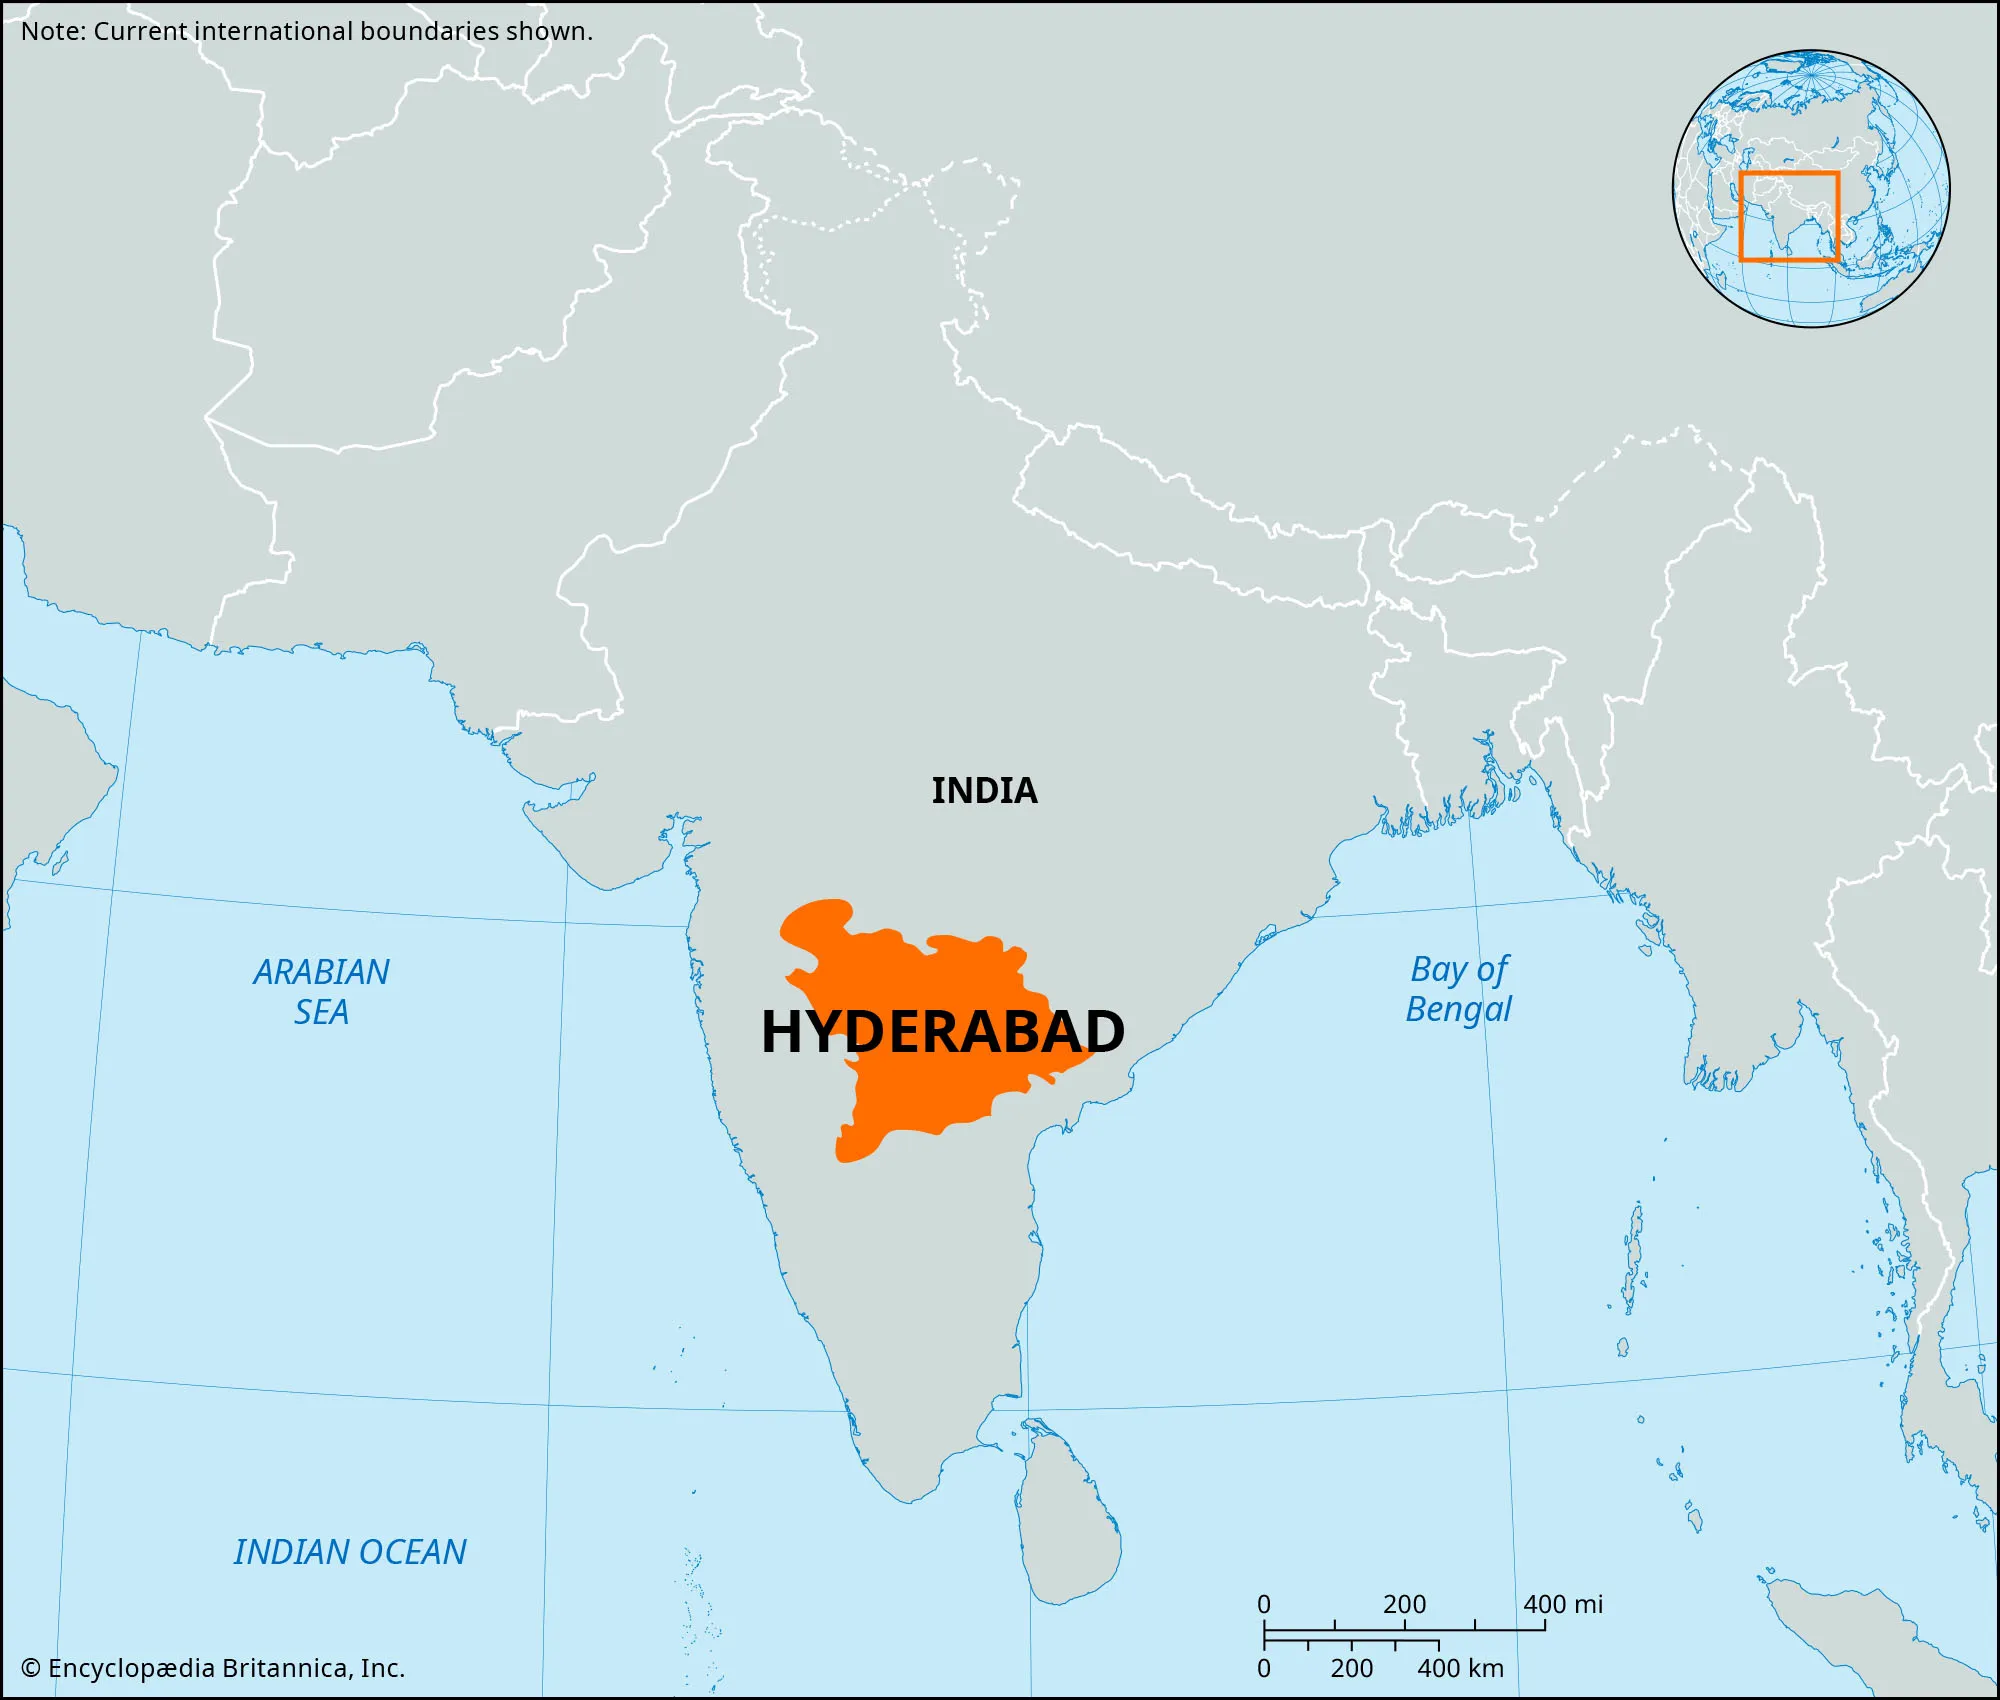 Note: Current international boundaries shown.
INDIA
ARABIAN
SEA
Bay of
Bengal
HYDERABAD
INDIAN OCEAN
0 200 400 mi
0 200 400 km
© Encyclopædia Britannica, Inc.